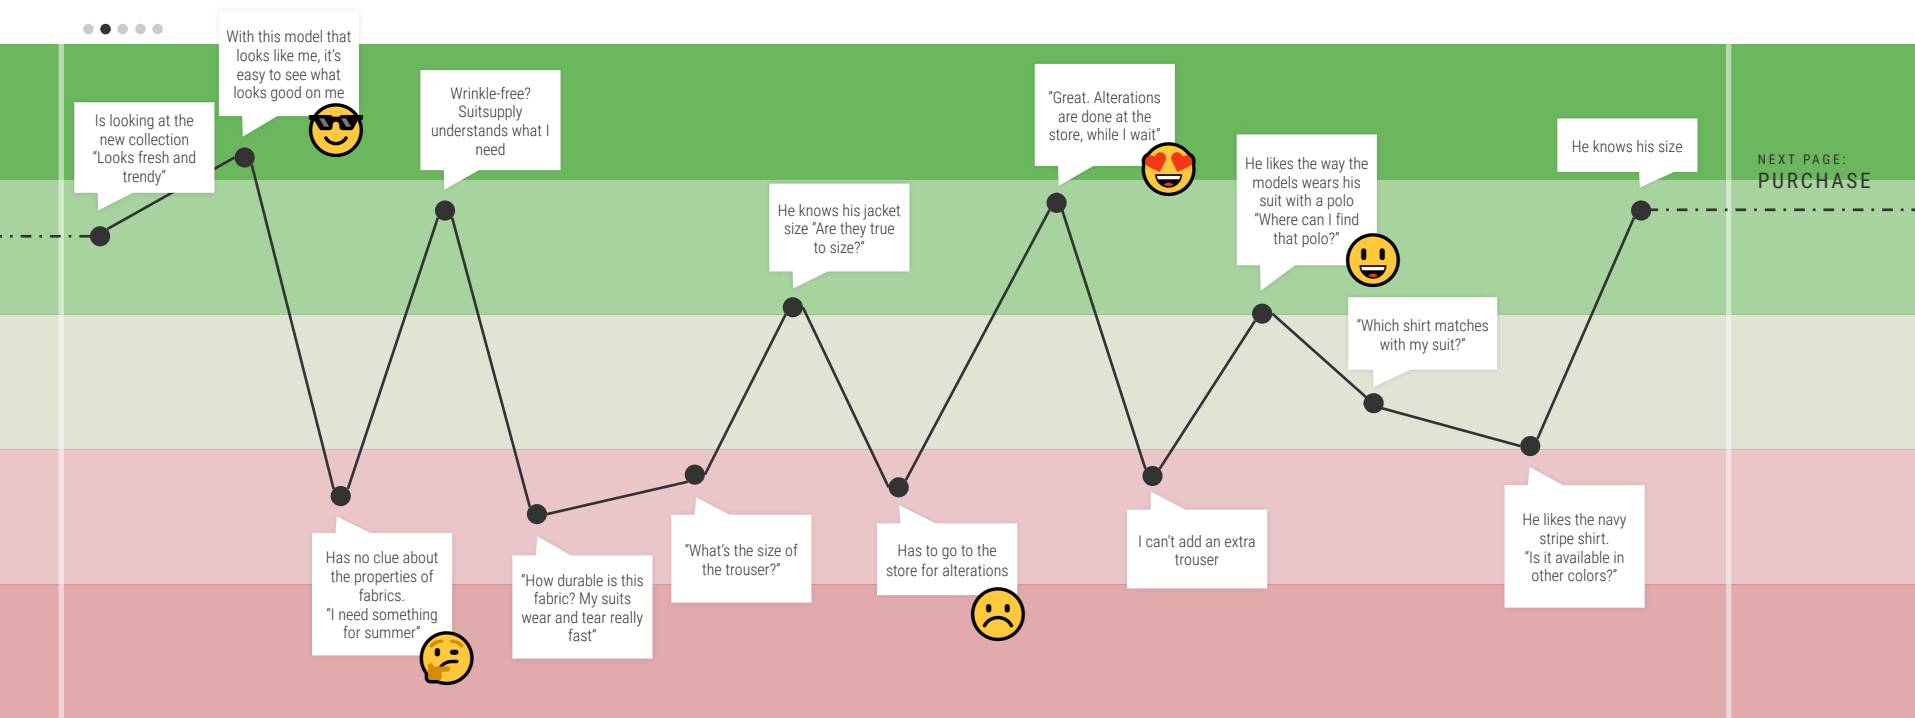 Is looking at the
new collection
“Looks fresh and
trendy”
With this model that
looks like me, it's
easy to see what
looks good on me
Has no clue about
the properties of
fabrics.
“I need something
for summer”
Wrinkle-free?
Suitsupply
understands what I
need
“How durable is this
fabric? My suits
wear and tear really
fast”
“What's the size of
the trouser?”
He knows his jacket
size “Are they true
to size?”
Has to go to the
store for alterations
“Great. Alterations
are done at the
store, while I wait”
I can't add an extra
trouser
He likes the way the
models wears his
suit with a polo
“Where can I find
that polo?”
“Which shirt matches
with my suit?”
He likes the navy
stripe shirt.
“Is it available in
other colors?”
He knows his size
NEXT PAGE:
PURCHASE